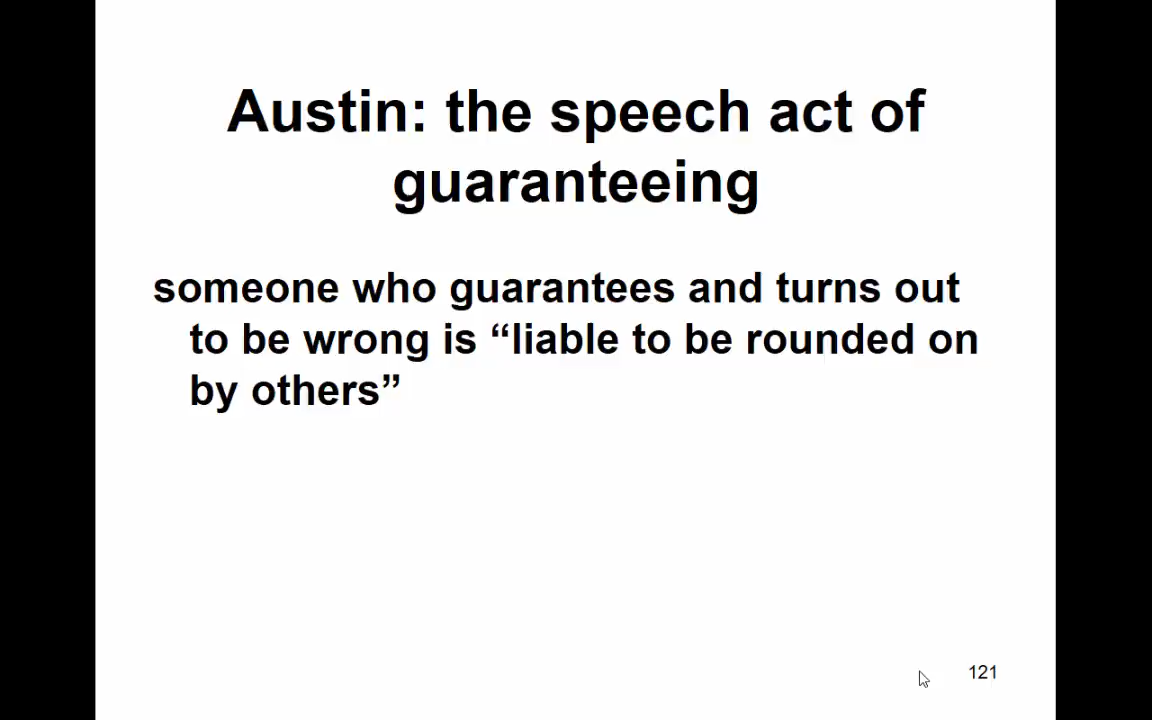 Austin: the speech act of
guaranteeing
someone who guarantees and turns out
to be wrong is “liable to be rounded on
by others”
121